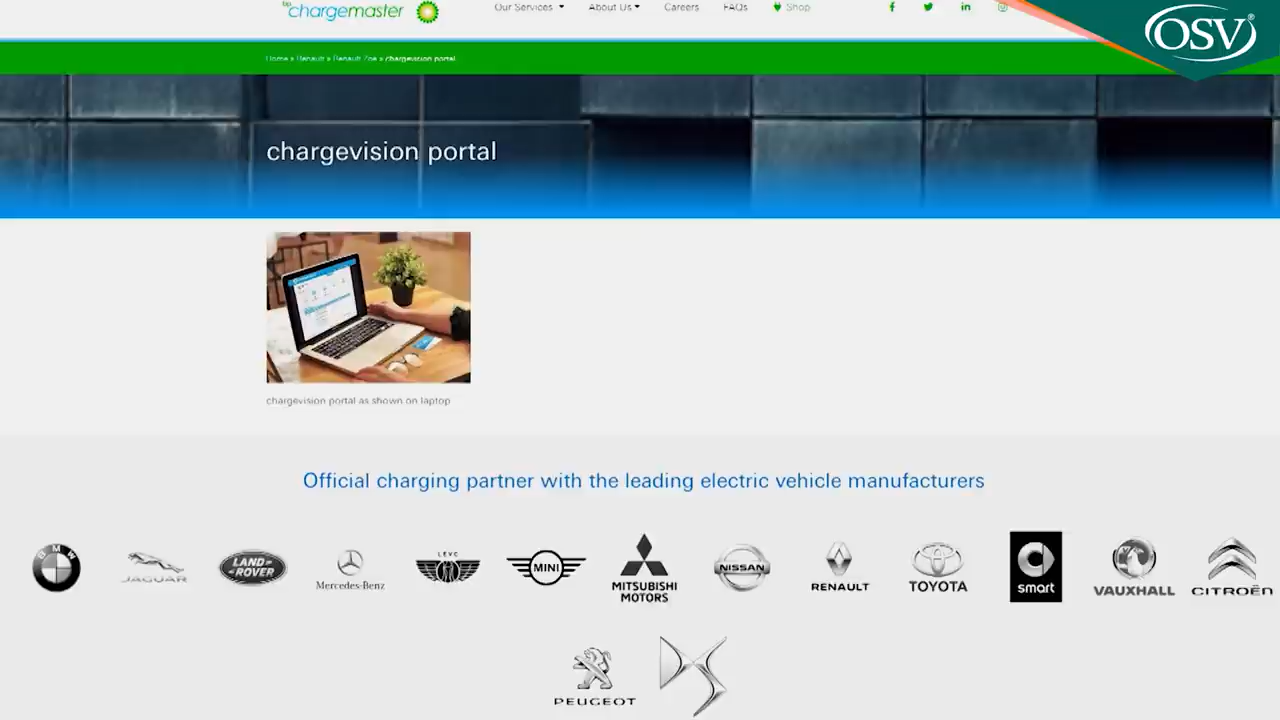 bp
chargemaster
Our Services
About Us
Careers
FAQs
Shop
OSV
Home » Renault » Renault Zoe » chargevision portal
chargevision portal
chargevision portal as shown on laptop
Official charging partner with the leading electric vehicle manufacturers
BMW
JAGUAR
LAND ROVER
Mercedes-Benz
LEVC
MINI
MITSUBISHI
MOTORS
NISSAN
RENAULT
TOYOTA
smart
VAUXHALL
CITROËN
PEUGEOT